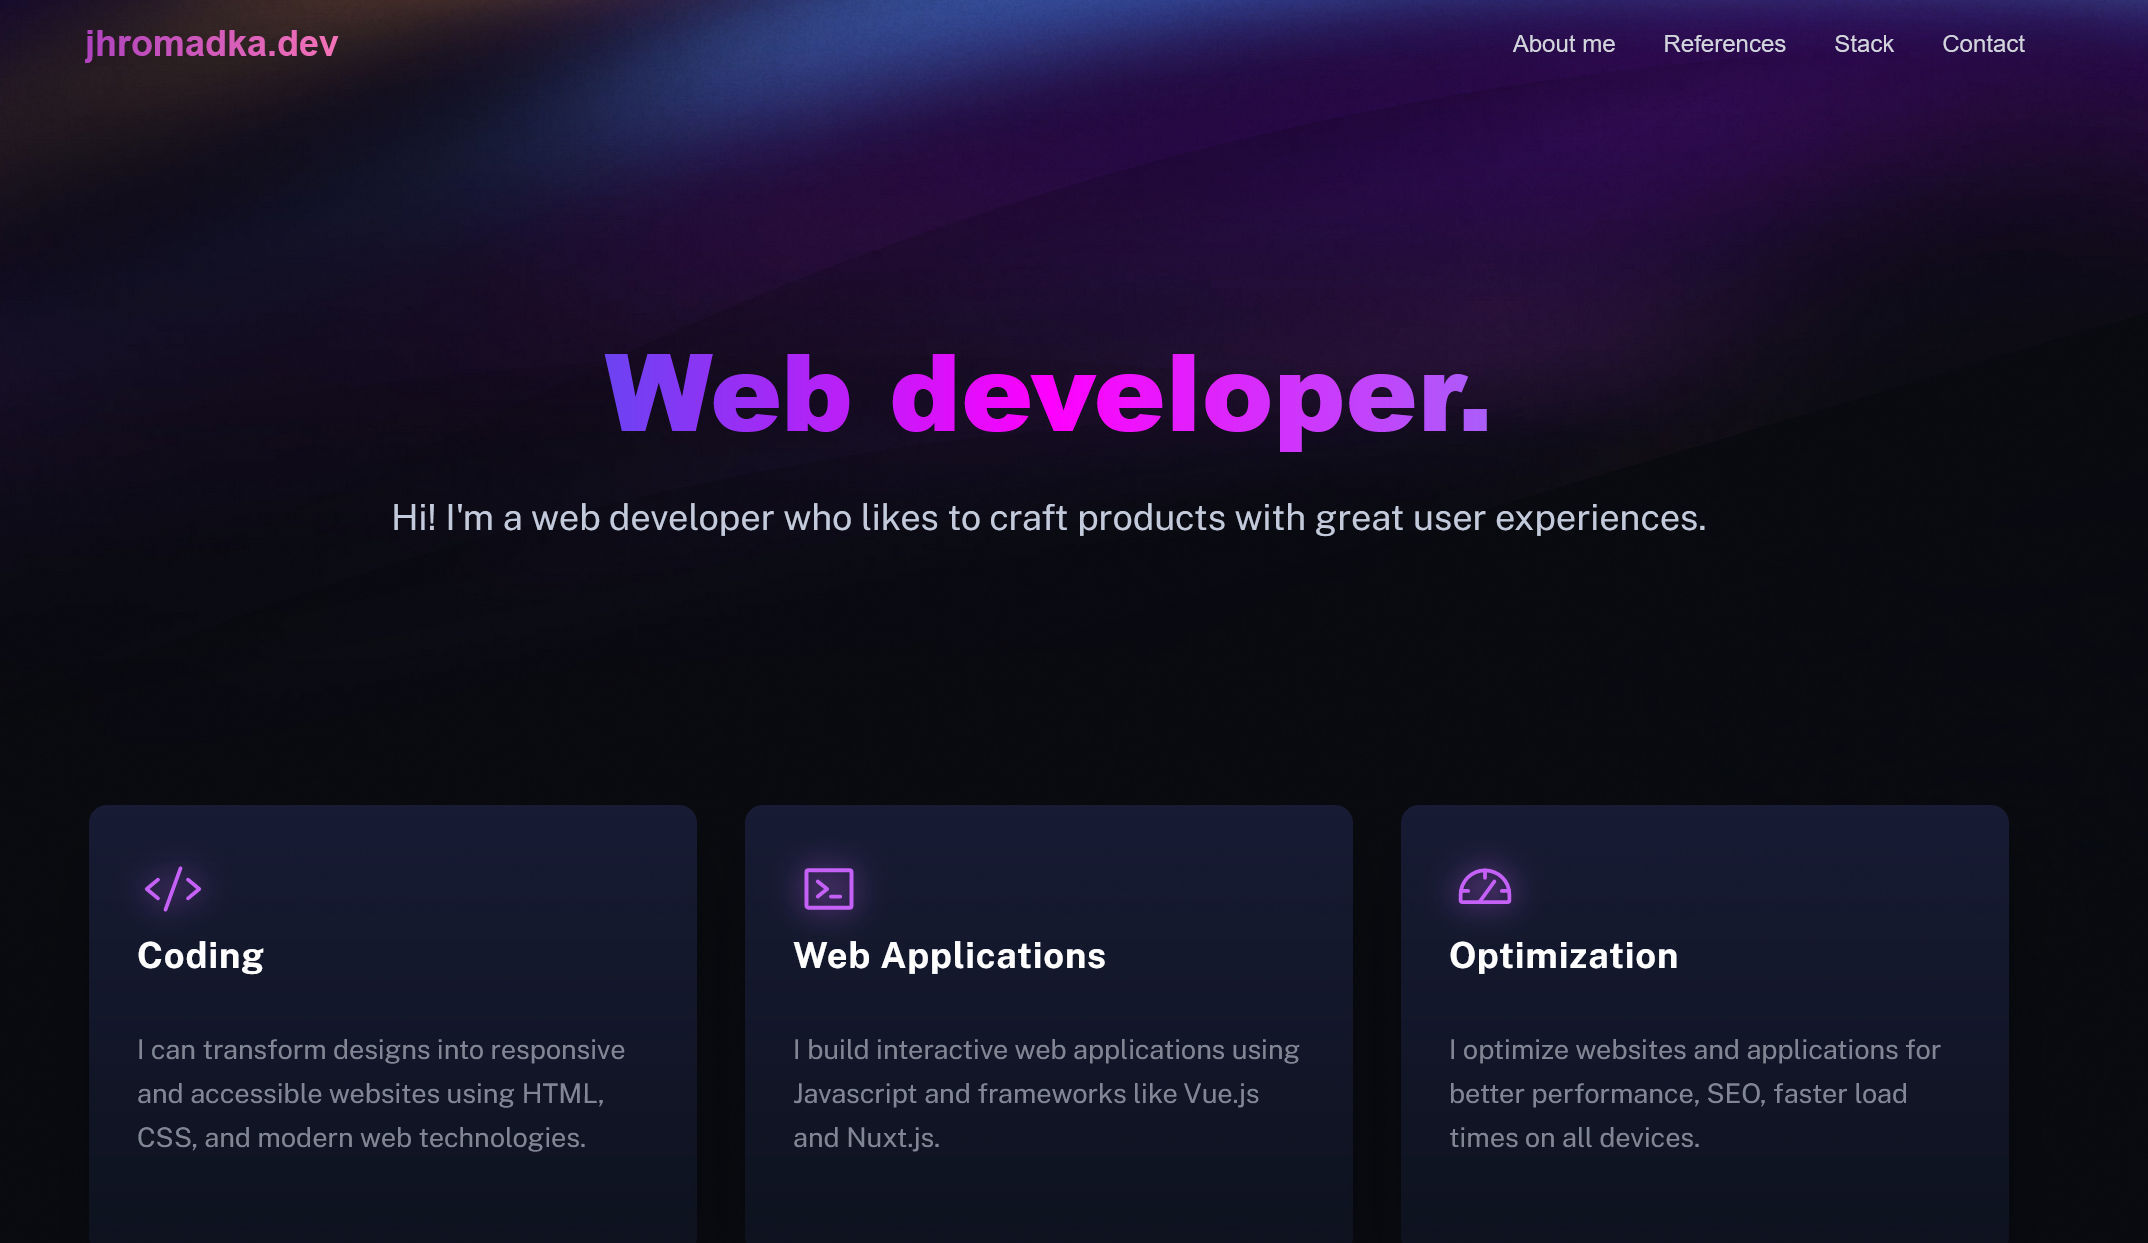 jhromadka.dev
About me
References
Stack
Contact
Web developer.
Hi! I'm a web developer who likes to craft products with great user experiences.
Coding
I can transform designs into responsive
and accessible websites using HTML,
CSS, and modern web technologies.
Web Applications
I build interactive web applications using
Javascript and frameworks like Vue.js
and Nuxt.js.
Optimization
I optimize websites and applications for
better performance, SEO, faster load
times on all devices.